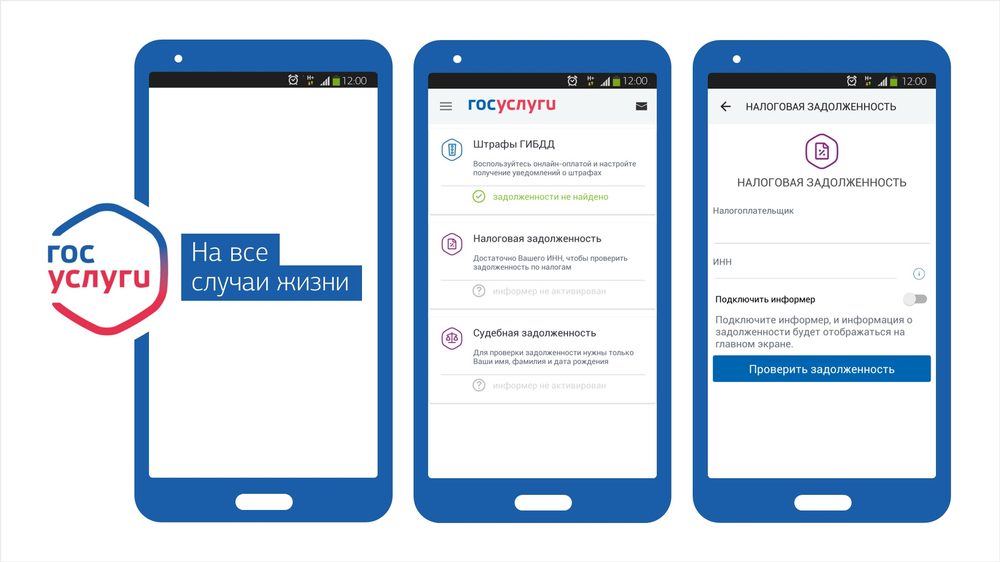 гос
услуги
На все
случаи жизни
H+
12:00
госуслуги
Штрафы ГИБДД
Воспользуйтесь онлайн-оплатой и настройте
получение уведомлений о штрафах
задолженности не найдено
Налоговая задолженность
Достаточно Вашего ИНН, чтобы проверить
задолженность по налогам
информер не активирован
Судебная задолженность
Для проверки задолженности нужны только
Ваши имя, фамилия и дата рождения
информер не активирован
H+
12:00
НАЛОГОВАЯ ЗАДОЛЖЕННОСТЬ
НАЛОГОВАЯ ЗАДОЛЖЕННОСТЬ
Налогоплательщик
ИНН
Подключить информер
Подключите информер, и информация о
задолженности будет отображаться на
главном экране.
Проверить задолженность
H+
12:00